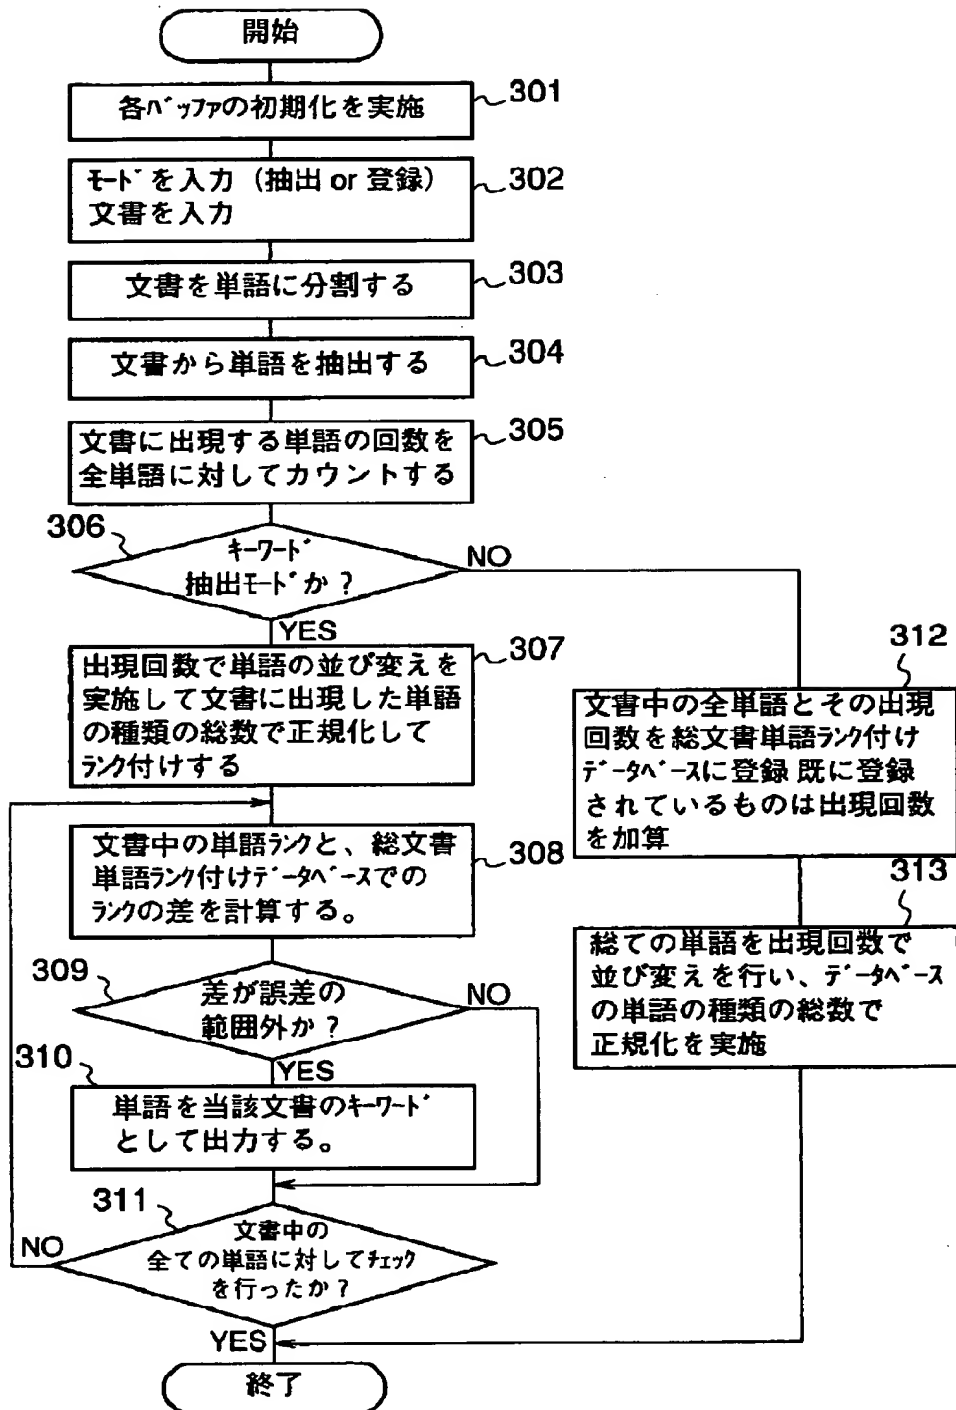 開始
各ﾊﾞｯﾌｧの初期化を実施
301
ﾓｰﾄﾞを入力（抽出 or 登録）
文書を入力
302
文書を単語に分割する
303
文書から単語を抽出する
304
文書に出現する単語の回数を
全単語に対してカウントする
305
306
ｷｰﾜｰﾄﾞ
抽出ﾓｰﾄﾞか？
NO
YES
出現回数で単語の並び変えを
実施して文書に出現した単語
の種類の総数で正規化して
ﾗﾝｸ付けする
307
文書中の単語ﾗﾝｸと、総文書
単語ﾗﾝｸ付けﾃﾞｰﾀﾍﾞｰｽでの
ﾗﾝｸの差を計算する。
308
309
差が誤差の
範囲外か？
NO
YES
310
単語を当該文書のｷｰﾜｰﾄﾞ
として出力する。
311
文書中の
全ての単語に対してﾁｪｯｸ
を行ったか？
NO
YES
312
文書中の全単語とその出現
回数を総文書単語ﾗﾝｸ付け
ﾃﾞｰﾀﾍﾞｰｽに登録 既に登録
されているものは出現回数
を加算
313
総ての単語を出現回数で
並び変えを行い、ﾃﾞｰﾀﾍﾞｰｽ
の単語の種類の総数で
正規化を実施
終了